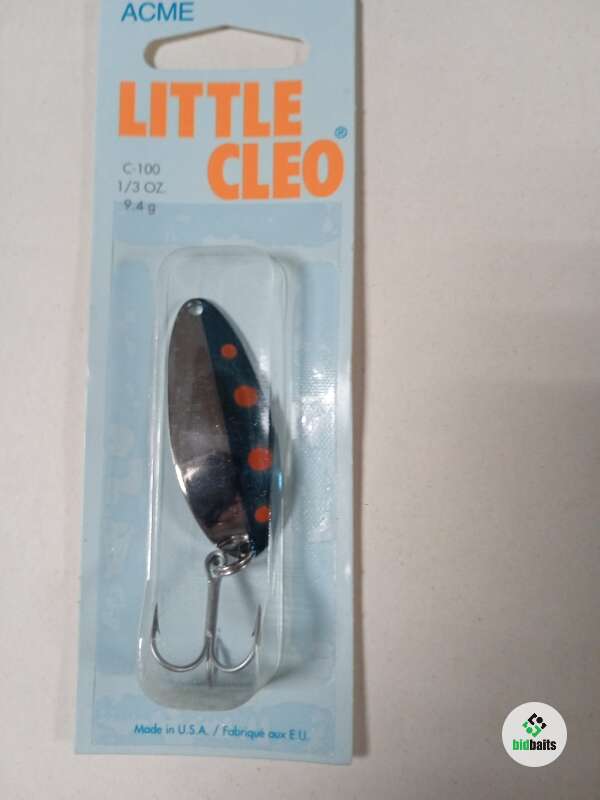 ACME
LITTLE
CLEO®
C-100
1/3 OZ.
9.4 g
Made in U.S.A. / Fabriqué aux E.U.
bidbaits